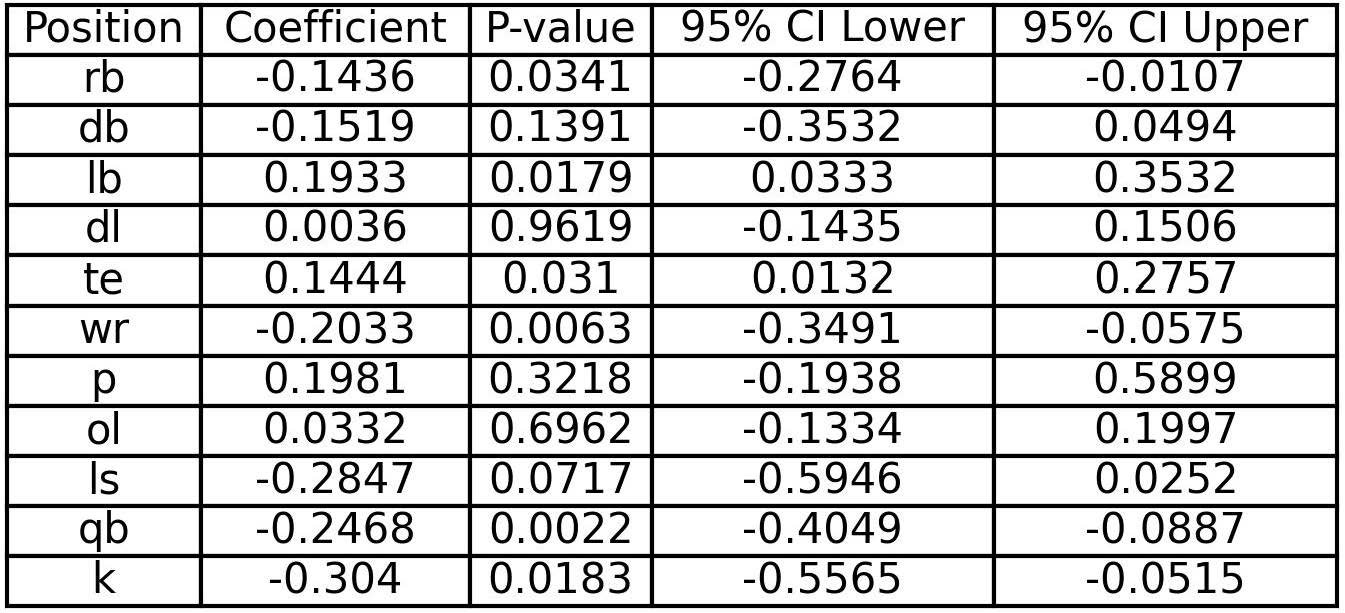 Position Coefficient P-value 95% CI Lower 95% CI Upper
rb -0.1436 0.0341 -0.2764 -0.0107
db -0.1519 0.1391 -0.3532 0.0494
lb 0.1933 0.0179 0.0333 0.3532
dl 0.0036 0.9619 -0.1435 0.1506
te 0.1444 0.031 0.0132 0.2757
wr -0.2033 0.0063 -0.3491 -0.0575
p 0.1981 0.3218 -0.1938 0.5899
ol 0.0332 0.6962 -0.1334 0.1997
ls -0.2847 0.0717 -0.5946 0.0252
qb -0.2468 0.0022 -0.4049 -0.0887
k -0.304 0.0183 -0.5565 -0.0515